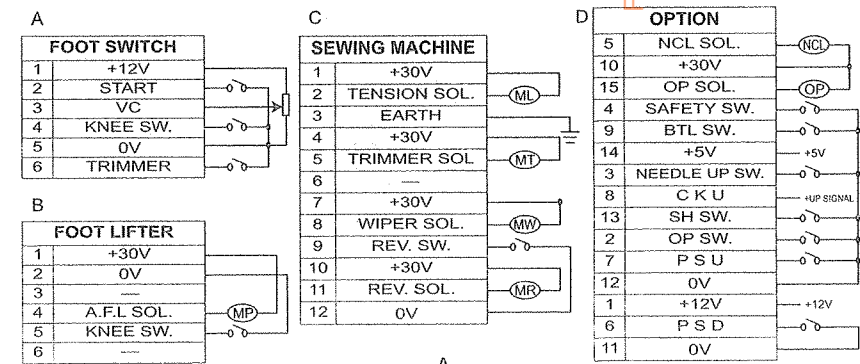 A
FOOT SWITCH
1 +12V
2 START
3 VC
4 KNEE SW.
5 0V
6 TRIMMER
B
FOOT LIFTER
1 +30V
2 0V
3 —
4 A.F.L SOL. MP
5 KNEE SW.
6 —
C
SEWING MACHINE
1 +30V
2 TENSION SOL. ML
3 EARTH
4 +30V
5 TRIMMER SOL MT
6 —
7 +30V
8 WIPER SOL. MW
9 REV. SW.
10 +30V
11 REV. SOL. MR
12 0V
D
OPTION
5 NCL SOL. NCL
10 +30V
15 OP SOL. OP
4 SAFETY SW.
9 BTL SW.
14 +5V +5V
3 NEEDLE UP SW.
8 C K U +UP SIGNAL
13 SH SW.
2 OP SW.
7 P S U
12 0V
1 +12V +12V
6 P S D
11 0V